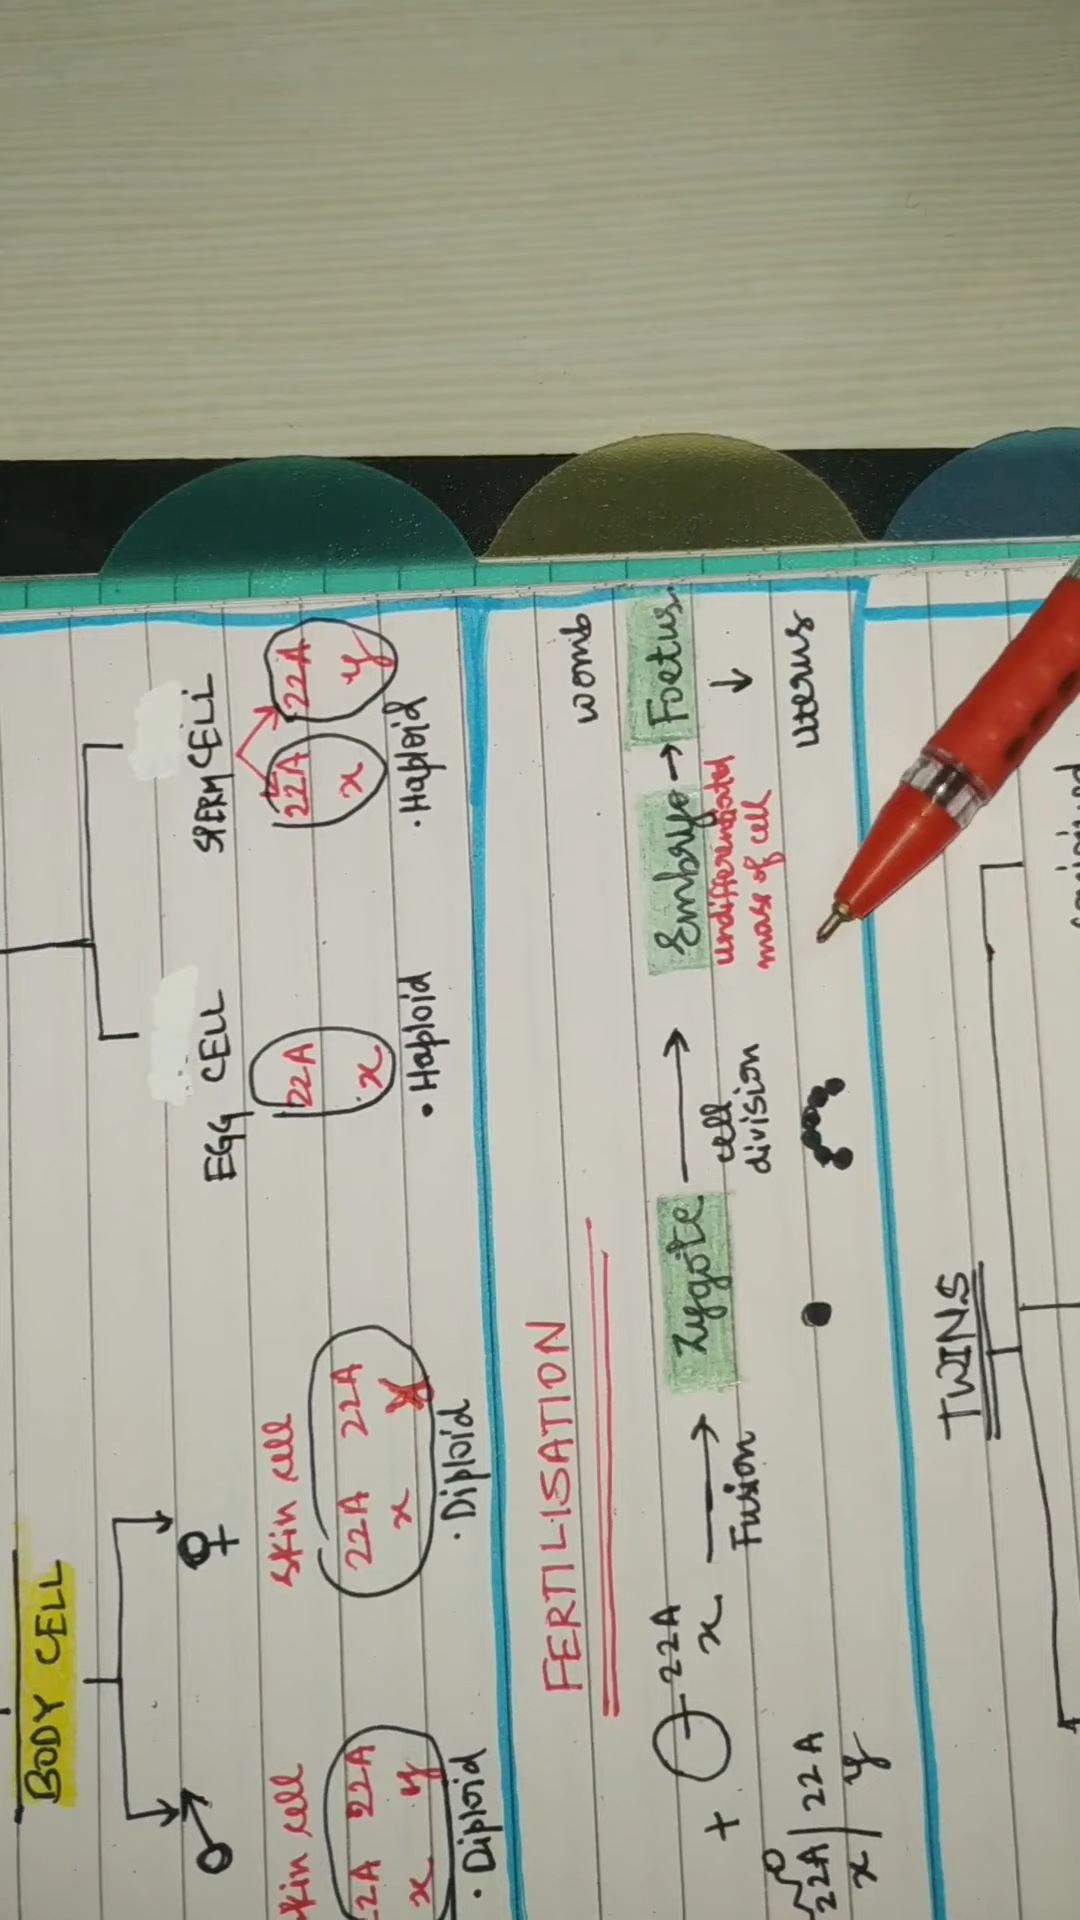 BODY CELL
♂ ♀
EGG CELL SPERM CELL
skin cell skin cell
22A 22A
x y
22A 22A
x
22A
x
22A
x
22A
y
• Diploid
• Diploid
• Haploid
• Haploid
FERTILISATION
womb
+ 22A
x
Fusion →
Zygote → Embryo → Foetus
cell
division
undifferentiated
mass of cell
↓
uterus
22A | 22A
x | y
TWINS